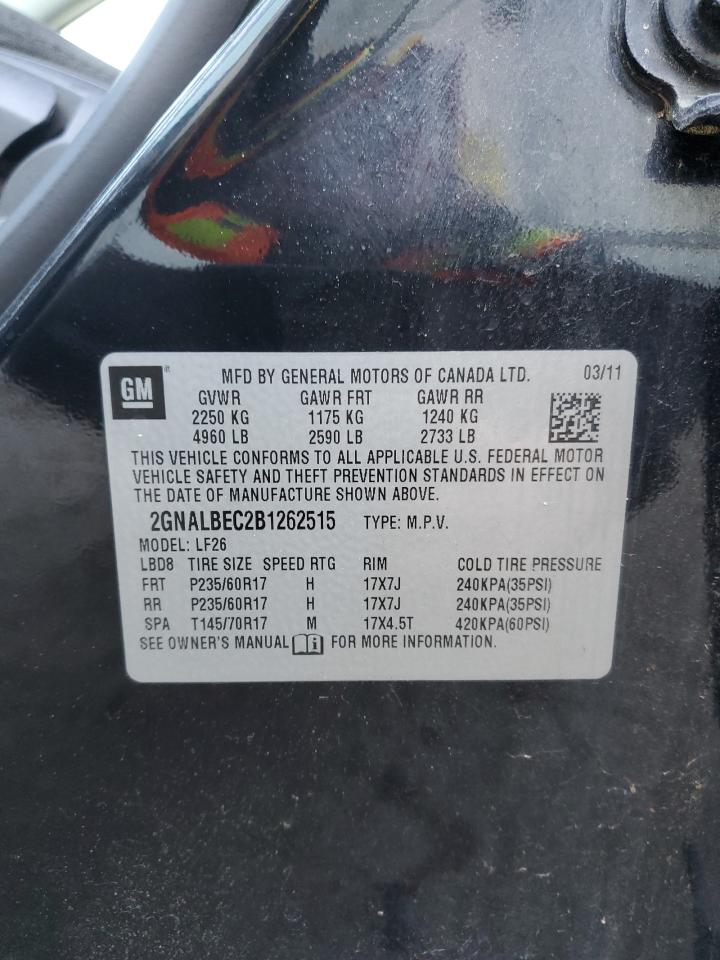 GM ® MFD BY GENERAL MOTORS OF CANADA LTD. 03/11
GVWR GAWR FRT GAWR RR
2250 KG 1175 KG 1240 KG
4960 LB 2590 LB 2733 LB
THIS VEHICLE CONFORMS TO ALL APPLICABLE U.S. FEDERAL MOTOR
VEHICLE SAFETY AND THEFT PREVENTION STANDARDS IN EFFECT ON
THE DATE OF MANUFACTURE SHOWN ABOVE.
2GNALBEC2B1262515 TYPE: M.P.V.
MODEL: LF26
LBD8 TIRE SIZE SPEED RTG RIM COLD TIRE PRESSURE
FRT P235/60R17 H 17X7J 240KPA(35PSI)
RR P235/60R17 H 17X7J 240KPA(35PSI)
SPA T145/70R17 M 17X4.5T 420KPA(60PSI)
SEE OWNER'S MANUAL i FOR MORE INFORMATION.